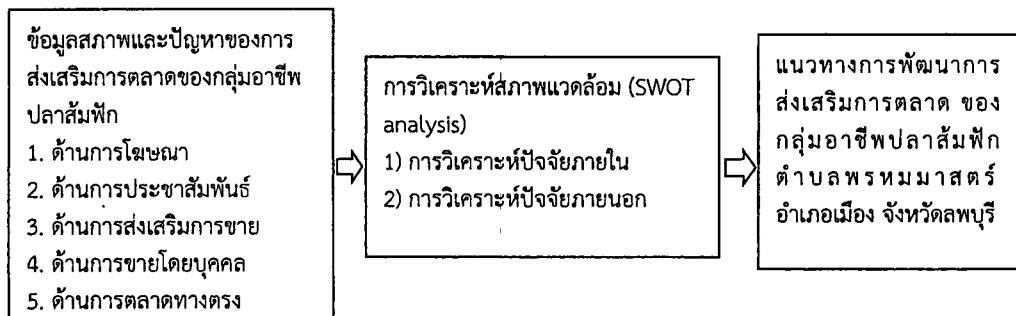 ข้อมูลสภาพและปัญหาของการ
ส่งเสริมการตลาดของกลุ่มอาชีพ
ปลาส้มฟัก
1. ด้านการโฆษณา
2. ด้านการประชาสัมพันธ์
3. ด้านการส่งเสริมการขาย
4. ด้านการขายโดยบุคคล
5. ด้านการตลาดทางตรง
การวิเคราะห์สภาพแวดล้อม (SWOT
analysis)
1) การวิเคราะห์ปัจจัยภายใน
2) การวิเคราะห์ปัจจัยภายนอก
แนวทางการพัฒนาการ
ส่งเสริมการตลาด ของ
กลุ่มอาชีพปลาส้มฟัก
ตำบลพรหมมาสตร์
อำเภอเมือง จังหวัดลพบุรี